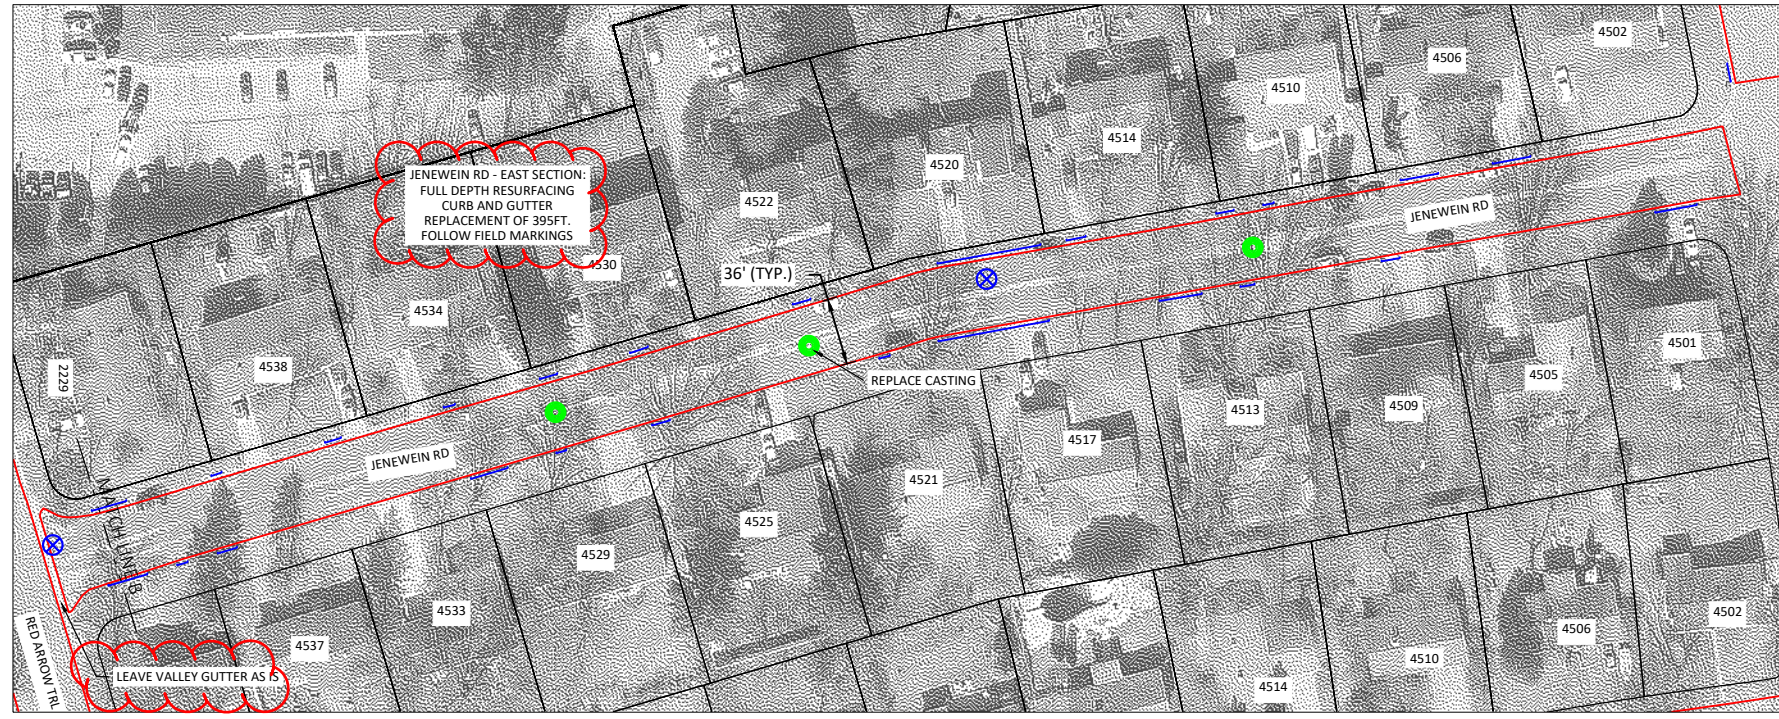 4502
4506
4510
4514
4520
4522
JENEWEIN RD - EAST SECTION:
FULL DEPTH RESURFACING
CURB AND GUTTER
REPLACEMENT OF 395FT.
FOLLOW FIELD MARKINGS
4530
4534
4538
2229
36' (TYP.)
JENEWEIN RD
REPLACE CASTING
JENEWEIN RD
4501
4505
4509
4513
4517
4521
4525
4529
4533
4537
MATCH LINE B
RED ARROW TRL
LEAVE VALLEY GUTTER AS IS
4514
4510
4506
4502